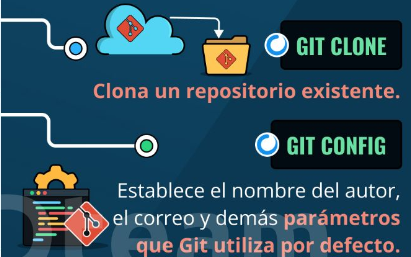 GIT CLONE
Clona un repositorio existente.
GIT CONFIG
Establece el nombre del autor,
el correo y demás parámetros
que Git utiliza por defecto.